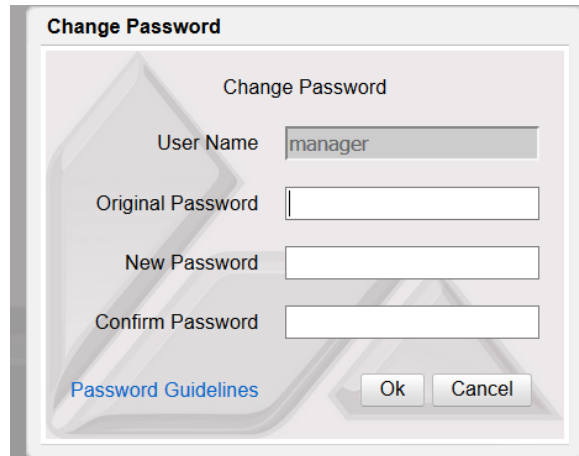 Change Password
Change Password
User Name manager
Original Password
New Password
Confirm Password
Password Guidelines Ok Cancel